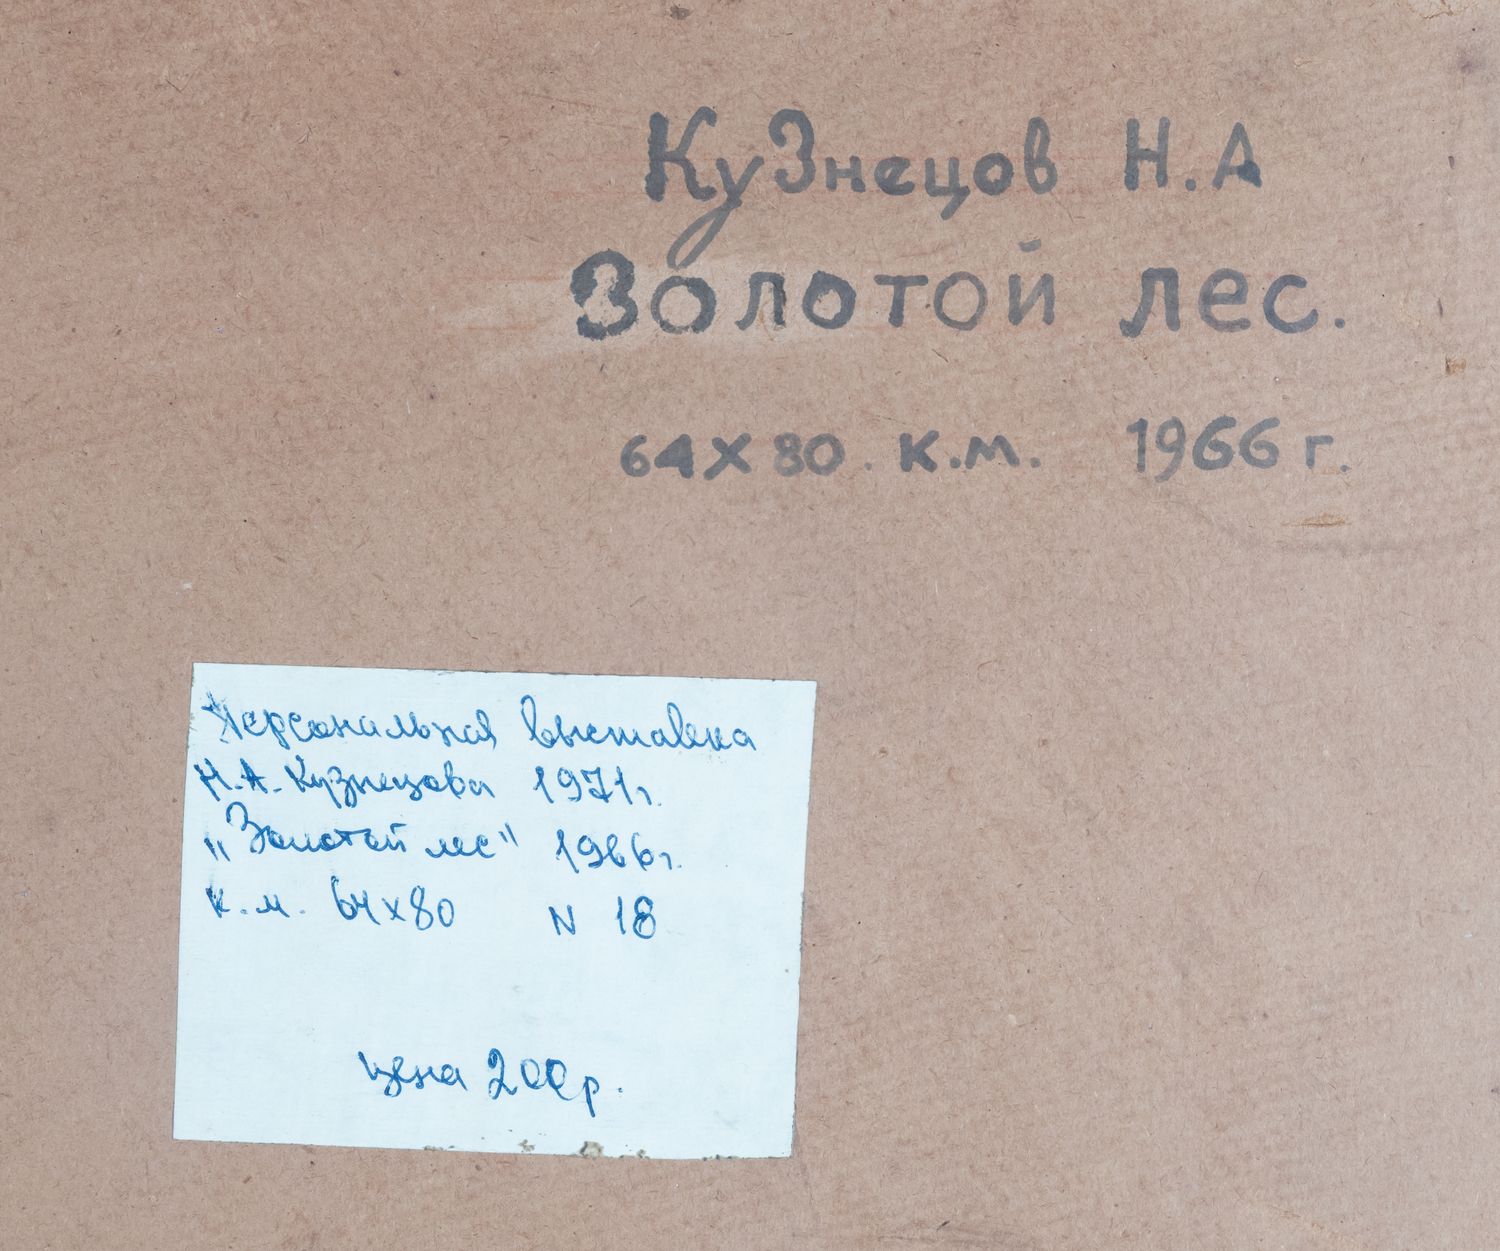 Кузнецов Н.А
Золотой лес.
64х80. к.м. 1966 г.
Персональная выставка
Н.А. Кузнецова 1971г.
„Золотой лес" 1966г.
к.м. 64х80 N 18
цена 200р.